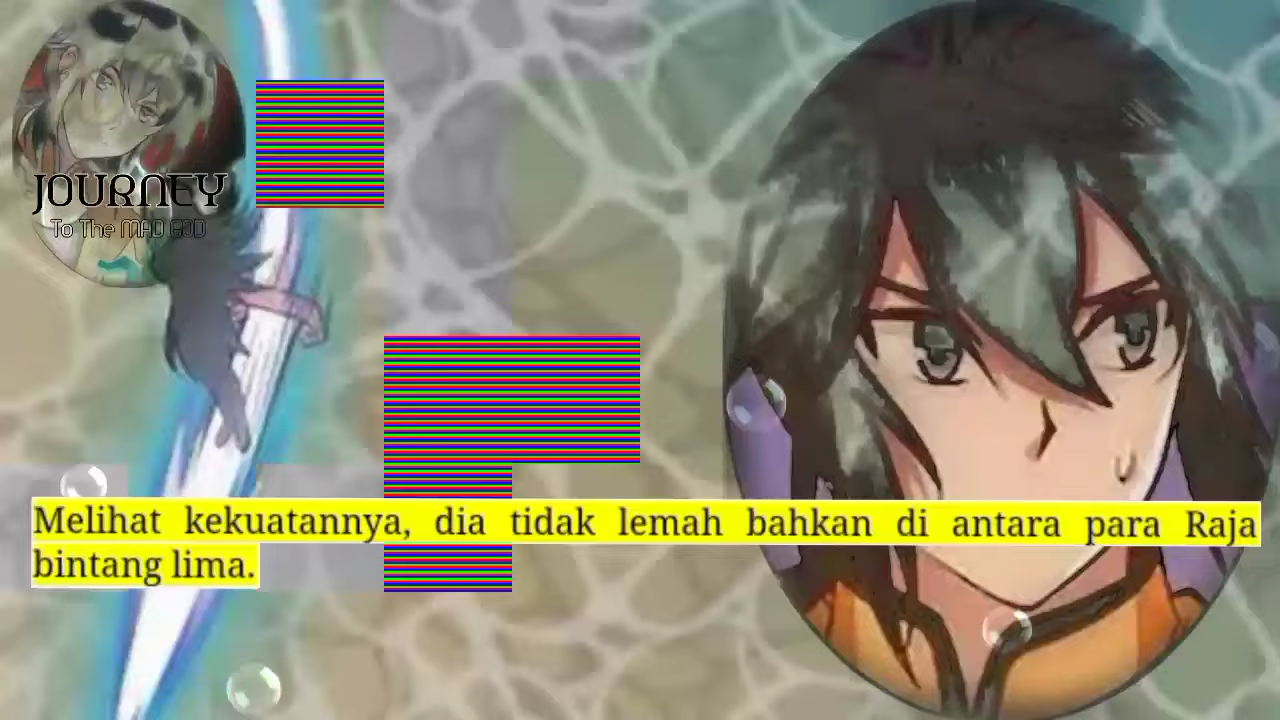 JOURNEY
To The MAD GOD
Melihat kekuatannya, dia tidak lemah bahkan di antara para Raja
bintang lima.